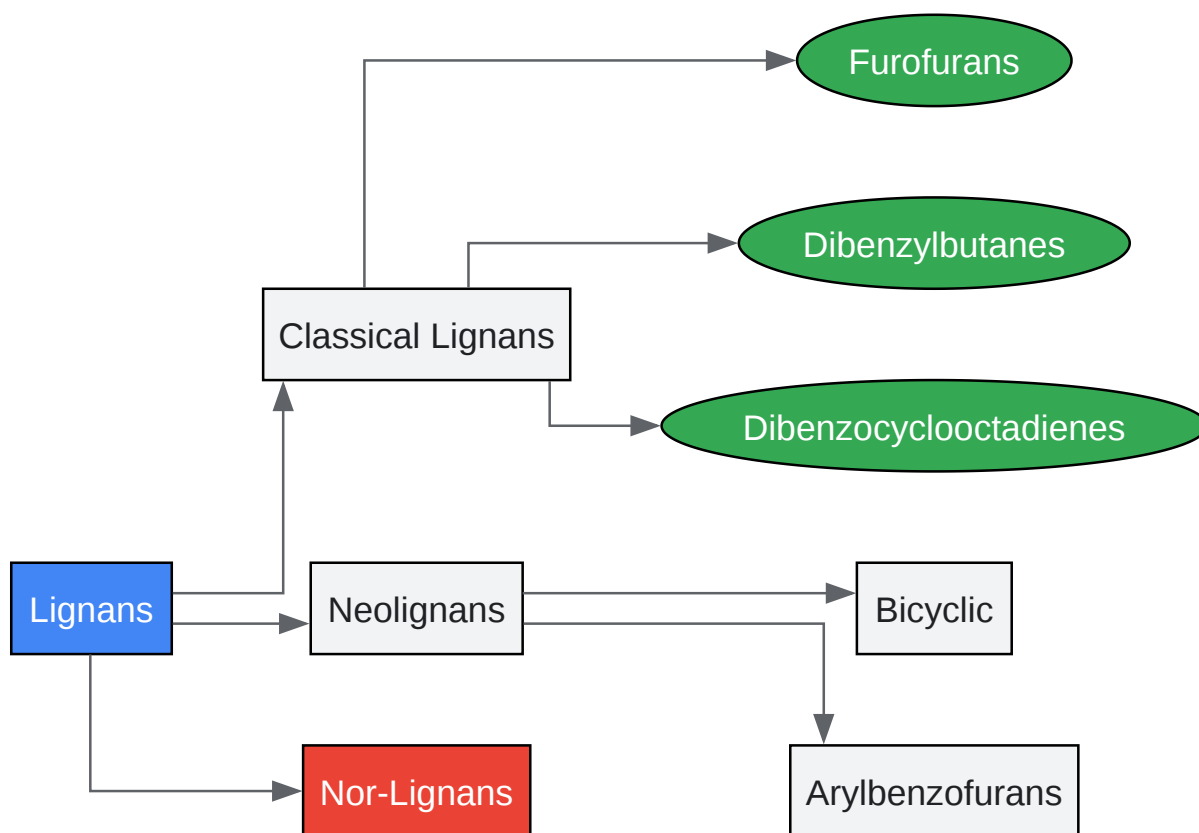 Furofurans
Dibenzylbutanes
Classical Lignans
Dibenzocyclooctadienes
Lignans
Neolignans
Bicyclic
Nor-Lignans
Arylbenzofurans